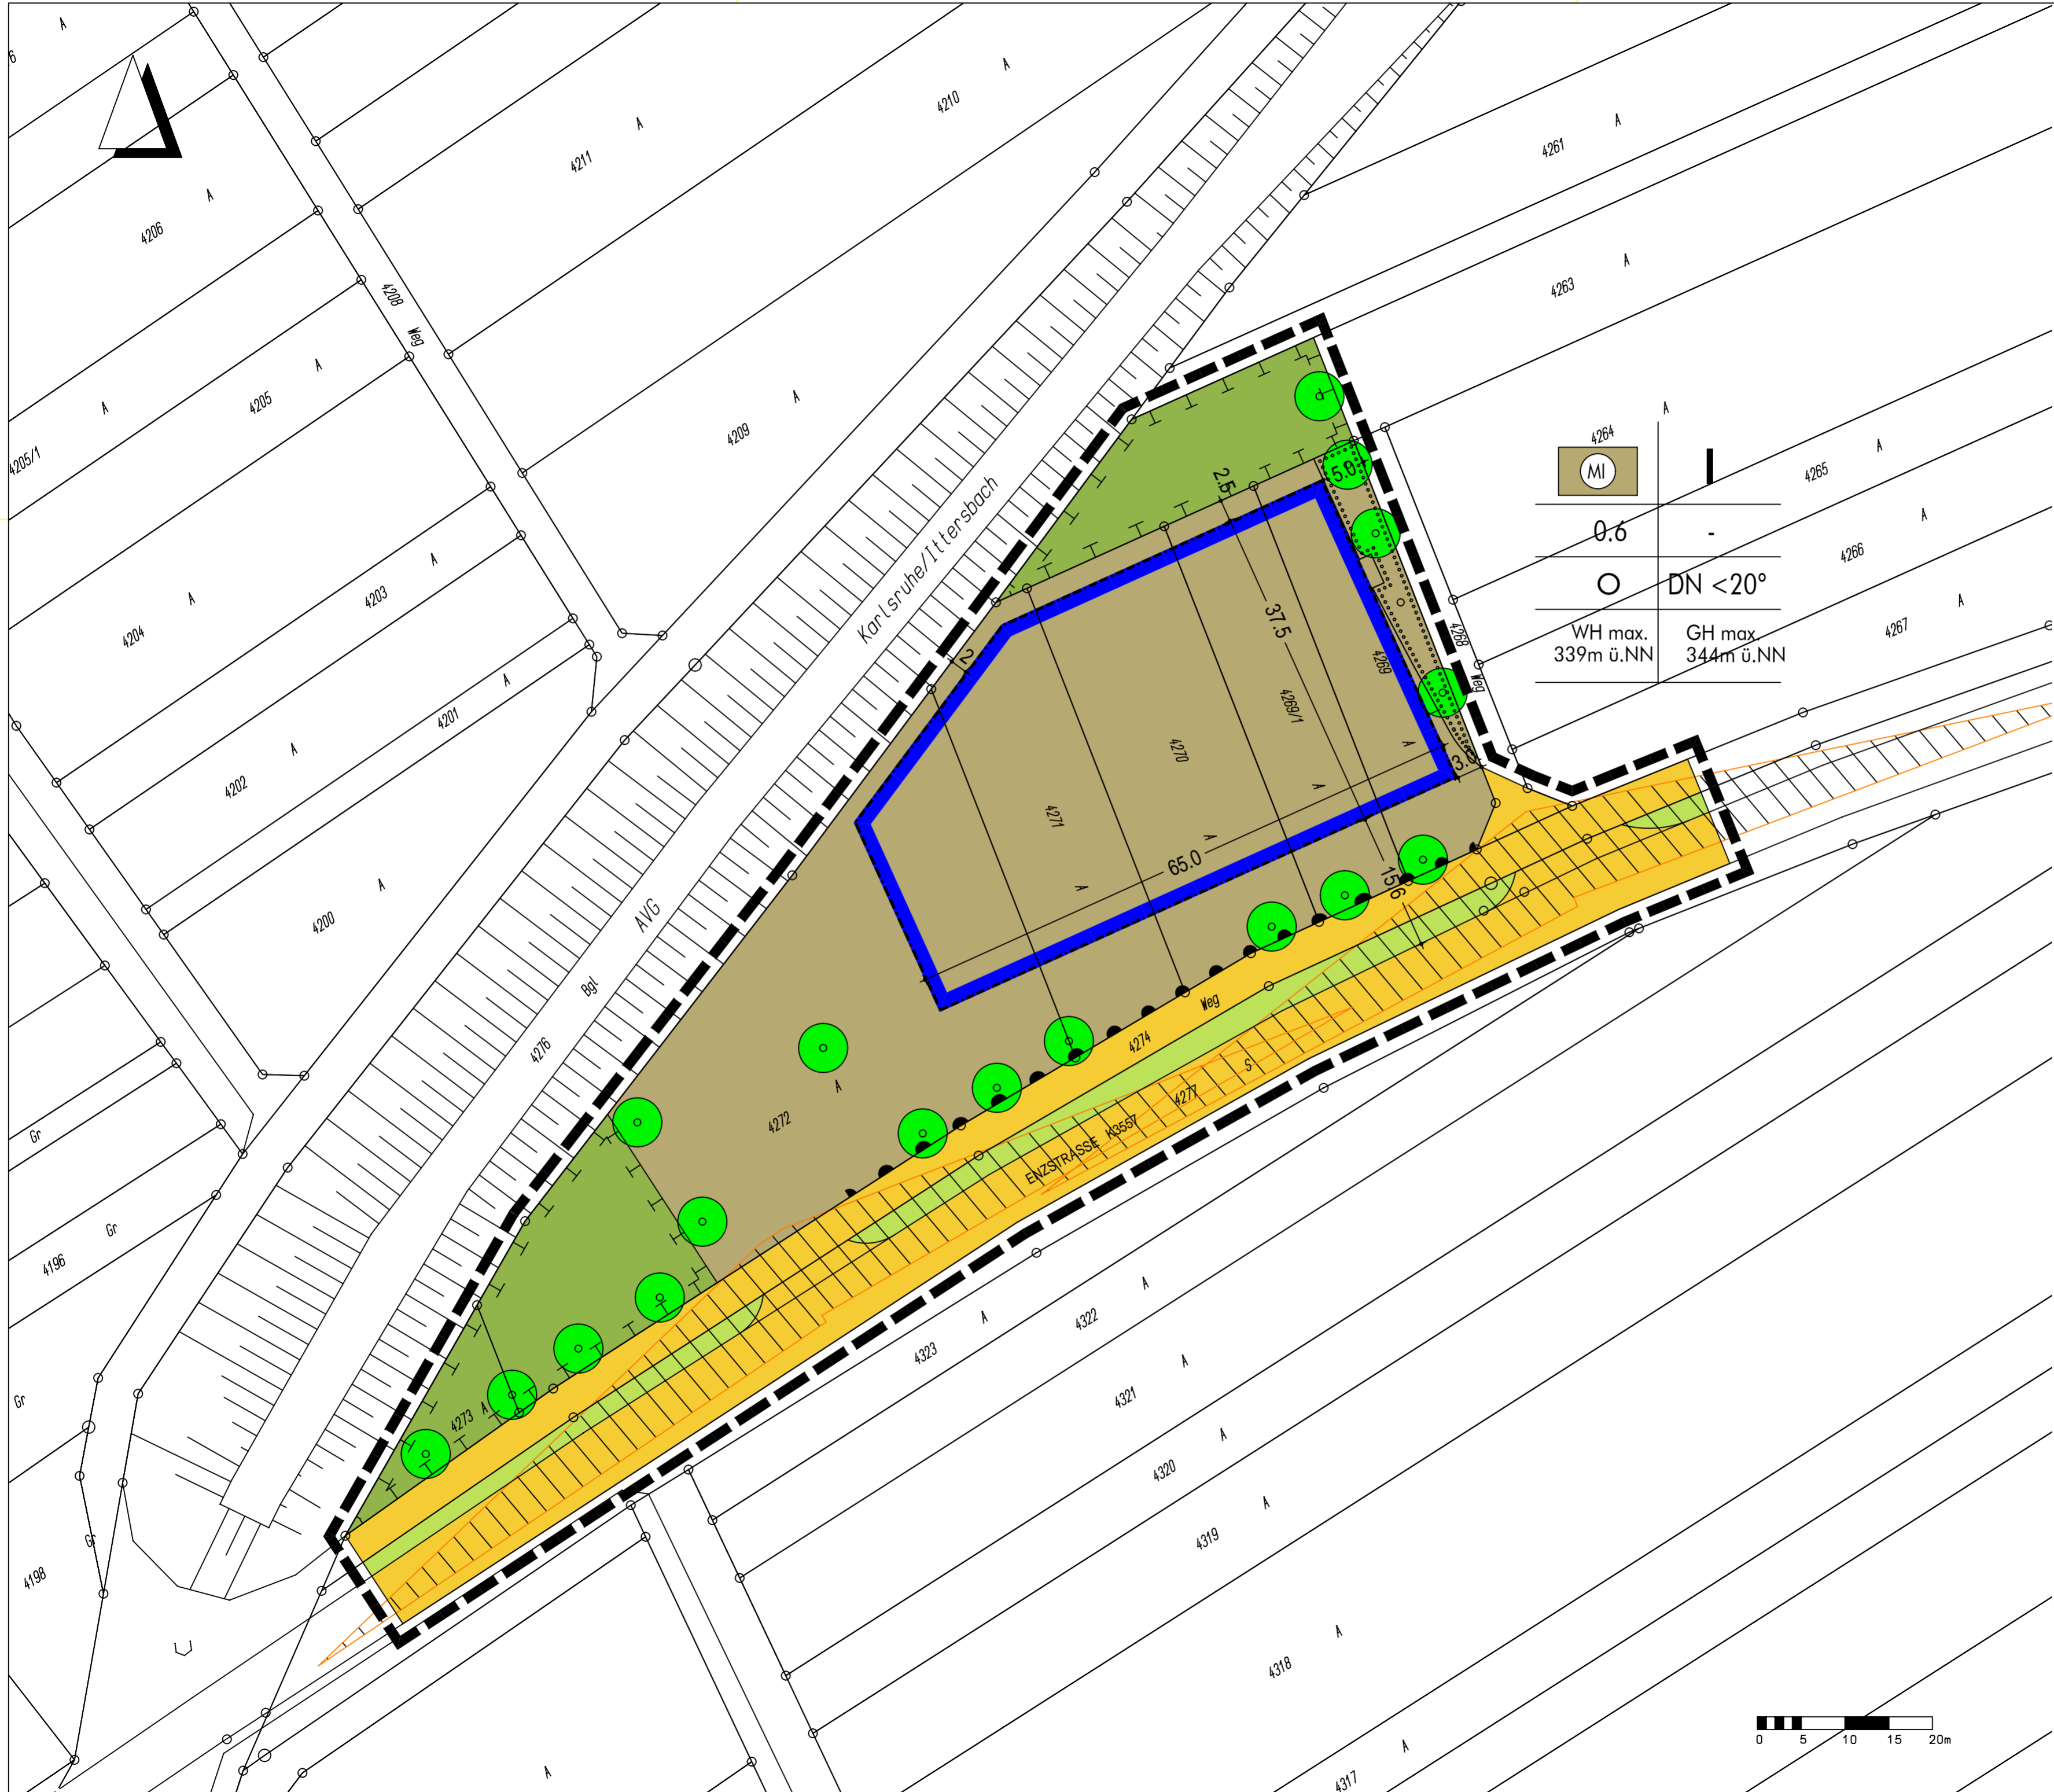 6
A
A
4210
A
4211
A
4261
A
4206
A
4263
4208 Weg
A
4205
A
A
4209
A
4264
4205/1
MI
I
A
4265
0.6
-
O
DN <20°
WH max.
339m ü.NN
GH max.
344m ü.NN
A
4266
A
4267
2.5
5.0
Karlsruhe/Ittersbach
A
4203
A
4204
37.5
2
4268
Weg
4269
4269/1
4270
4271
A
4201
A
4202
A
3.0
A
A
A
65.0
15.6
A
4200
AVG
Bgl
4276
Weg
4274
S
4277
ENZSTRASSE K3557
A
4272
Gr
Gr
4196
Gr
Gr
4198
4273
A
A
4322
A
4323
A
4321
A
4320
A
4319
A
4318
A
4317
A
0 5 10 15 20m